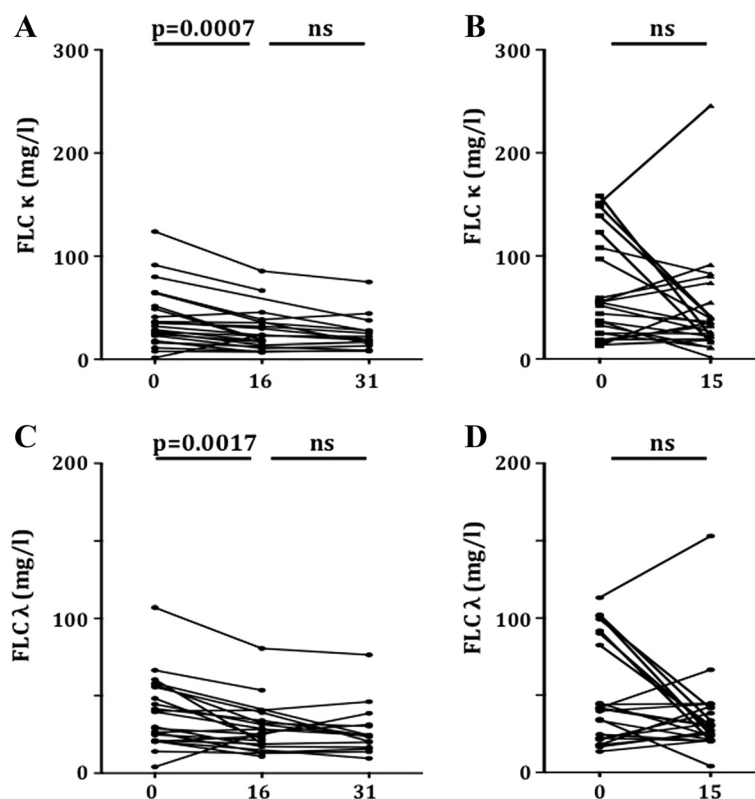 A
p=0.0007 ns
300
200
100
0
FLC κ (mg/l)
0 16 31
B
ns
300
200
100
0
FLC κ (mg/l)
0 15
C
p=0.0017 ns
200
100
0
FLC λ (mg/l)
0 16 31
D
ns
200
100
0
FLC λ (mg/l)
0 15